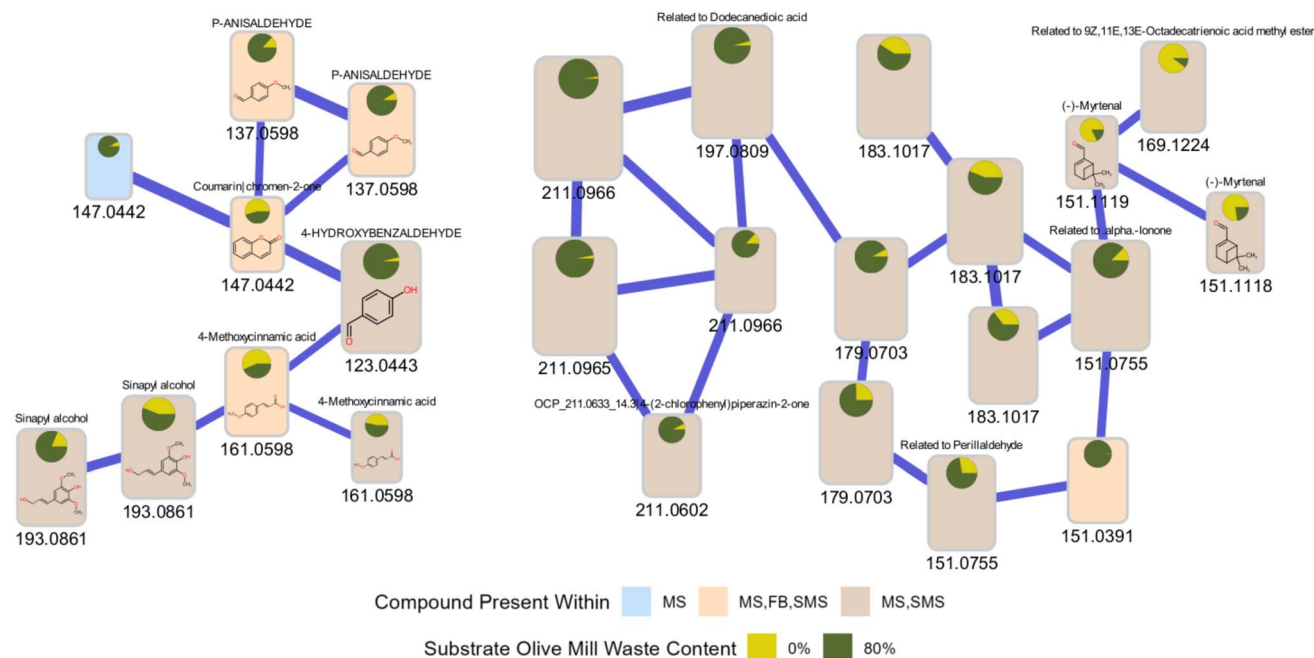 P-ANISALDEHYDE
137.0598
P-ANISALDEHYDE
137.0598
147.0442
Coumarin|chromen-2-one
147.0442
4-HYDROXYBENZALDEHYDE
OH
O
123.0443
4-Methoxycinnamic acid
161.0598
4-Methoxycinnamic acid
161.0598
Sinapyl alcohol
193.0861
Sinapyl alcohol
193.0861
Related to Dodecanedioic acid
197.0809
211.0966
211.0965
211.0966
OCP_211.0633_14.3|4-(2-chlorophenyl)piperazin-2-one
211.0602
183.1017
183.1017
179.0703
183.1017
179.0703
Related to Perillaldehyde
151.0755
151.0391
Related to .alpha.-Ionone
151.0755
Related to 9Z,11E,13E-Octadecatrienoic acid methyl ester
169.1224
(-)-Myrtenal
151.1119
(-)-Myrtenal
151.1118
Compound Present Within MS MS,FB,SMS MS,SMS
Substrate Olive Mill Waste Content 0% 80%